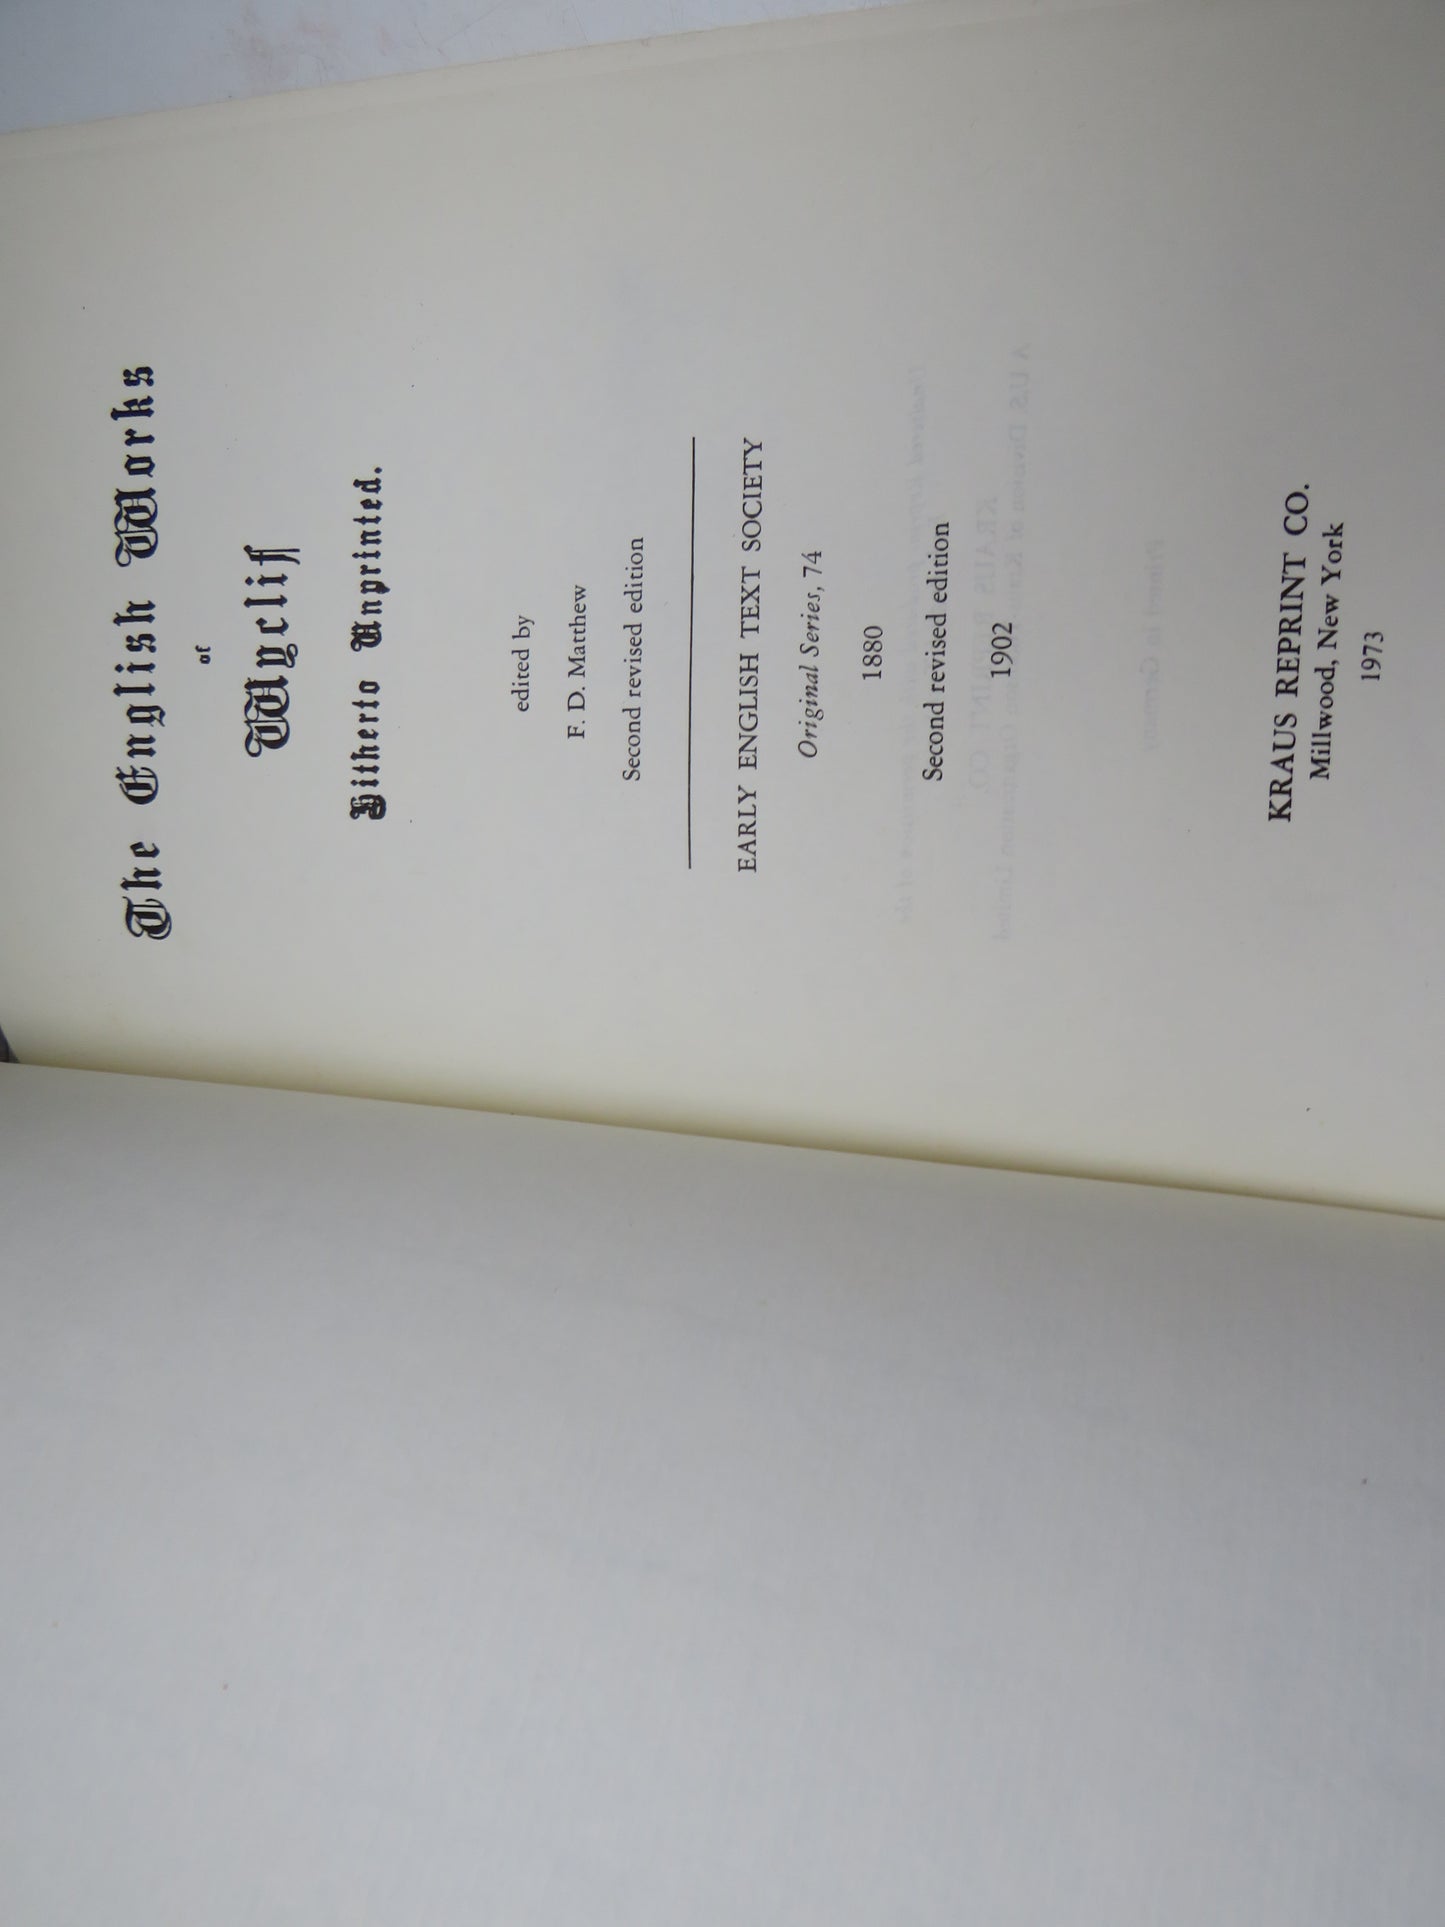 The English Works
of
Wyclif
Hitherto Unprinted.
edited by
F. D. Matthew
Second revised edition
EARLY ENGLISH TEXT SOCIETY
Original Series, 74
1880
Second revised edition
1902
KRAUS REPRINT CO.
Millwood, New York
1973